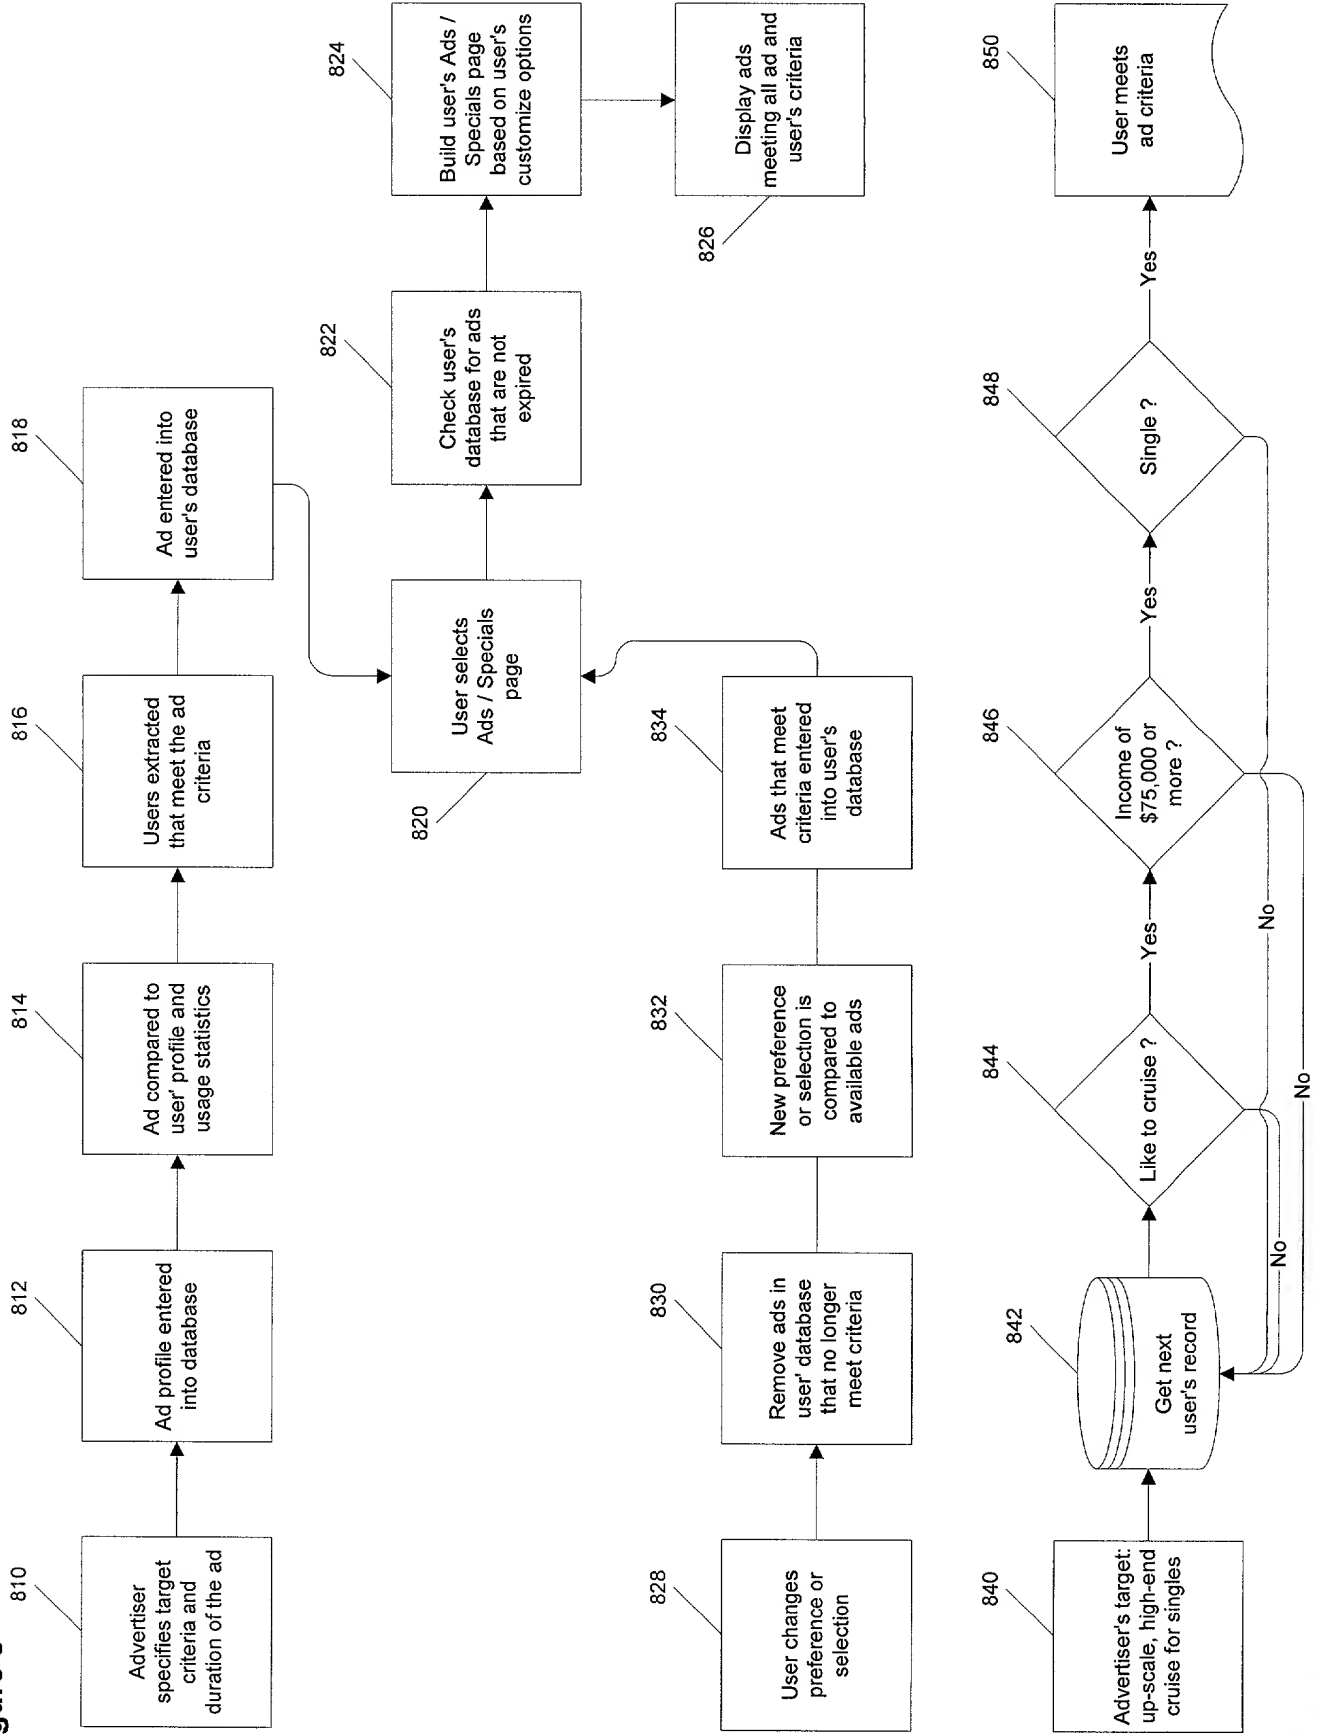 810
Advertiser
specifies target
criteria and
duration of the ad
812
Ad profile entered
into database
814
Ad compared to
user' profile and
usage statistics
816
Users extracted
that meet the ad
criteria
818
Ad entered into
user's database
820
User selects
Ads / Specials
page
822
Check user's
database for ads
that are not
expired
824
Build user's Ads /
Specials page
based on user's
customize options
826
Display ads
meeting all ad and
user's criteria
828
User changes
preference or
selection
830
Remove ads in
user' database
that no longer
meet criteria
832
New preference
or selection is
compared to
available ads
834
Ads that meet
criteria entered
into user's
database
840
Advertiser's target:
up-scale, high-end
cruise for singles
842
Get next
user's record
844
Like to cruise ?
Yes
846
Income of
$75,000 or
more ?
Yes
848
Single ?
Yes
850
User meets
ad criteria
No
No
No